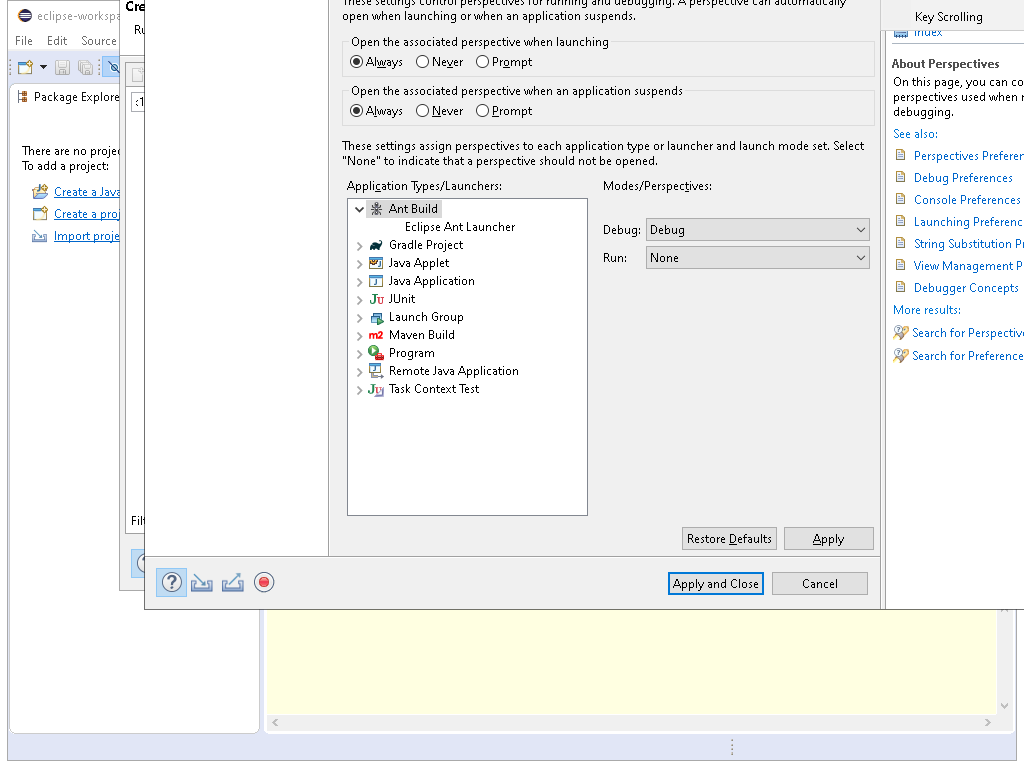 eclipse-workspa
File Edit Source
Package Explore
There are no proje
To add a project:
Create a Java
Create a proj
Import proje
Cre
Ru
:1
Filt
These settings control perspectives for running and debugging. A perspective can automatically
open when launching or when an application suspends.
Open the associated perspective when launching
Always Never Prompt
Open the associated perspective when an application suspends
Always Never Prompt
These settings assign perspectives to each application type or launcher and launch mode set. Select
"None" to indicate that a perspective should not be opened.
Application Types/Launchers:
Ant Build
Eclipse Ant Launcher
Gradle Project
Java Applet
Java Application
JUnit
Launch Group
Maven Build
Program
Remote Java Application
Task Context Test
Modes/Perspectives:
Debug: Debug
Run: None
Restore Defaults Apply
Apply and Close Cancel
Key Scrolling
Index
About Perspectives
On this page, you can co
perspectives used when r
debugging.
See also:
Perspectives Preferen
Debug Preferences
Console Preferences
Launching Preferenc
String Substitution Pr
View Management P
Debugger Concepts
More results:
Search for Perspective
Search for Preference